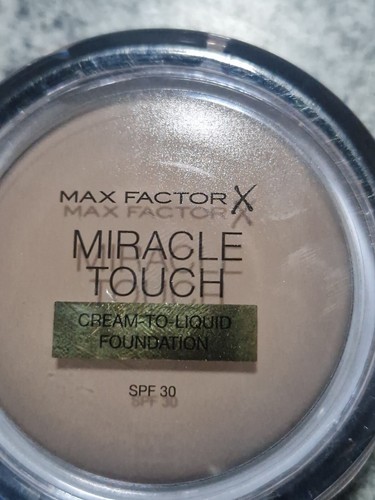 MAX FACTOR X
MIRACLE
TOUCH
CREAM-TO-LIQUID
FOUNDATION
SPF 30